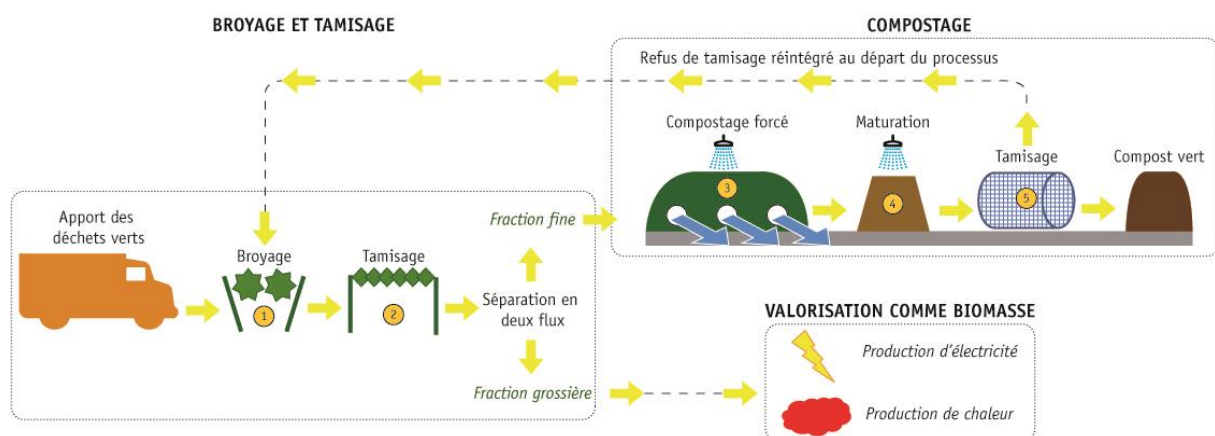 BROYAGE ET TAMISAGE
COMPOSTAGE
Refus de tamisage réintégré au départ du processus
Compostage forcé
Maturation
Tamisage
Compost vert
3
4
5
Apport des
déchets verts
Broyage
Tamisage
1
2
Fraction fine
Séparation en
deux flux
Fraction grossière
VALORISATION COMME BIOMASSE
Production d'électricité
Production de chaleur